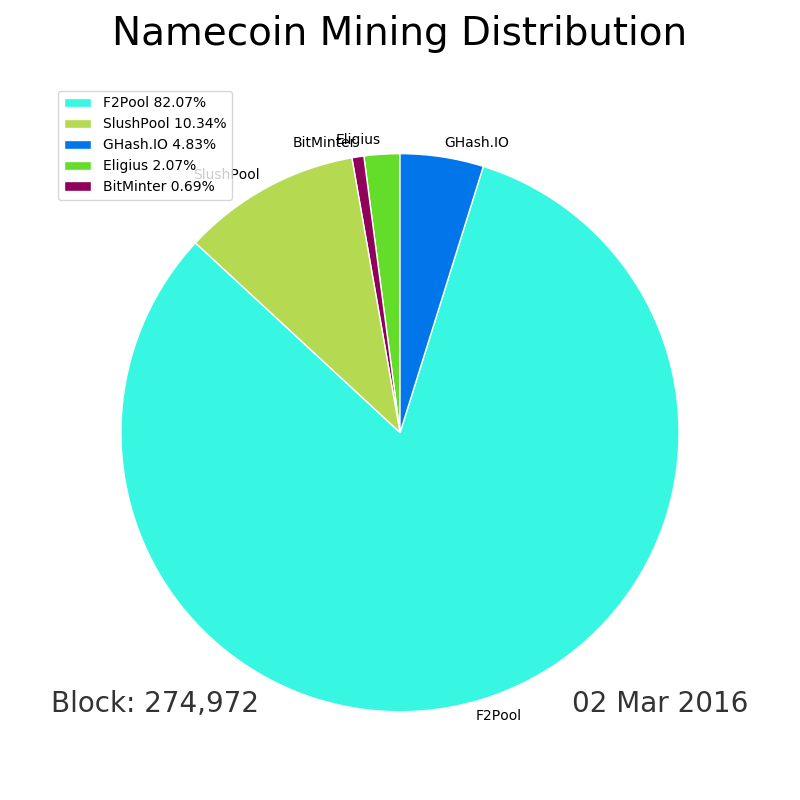 Namecoin Mining Distribution
F2Pool 82.07%
SlushPool 10.34%
GHash.IO 4.83%
Eligius 2.07%
BitMinter 0.69%
BitMinter
Eligius
GHash.IO
SlushPool
F2Pool
Block: 274,972
02 Mar 2016